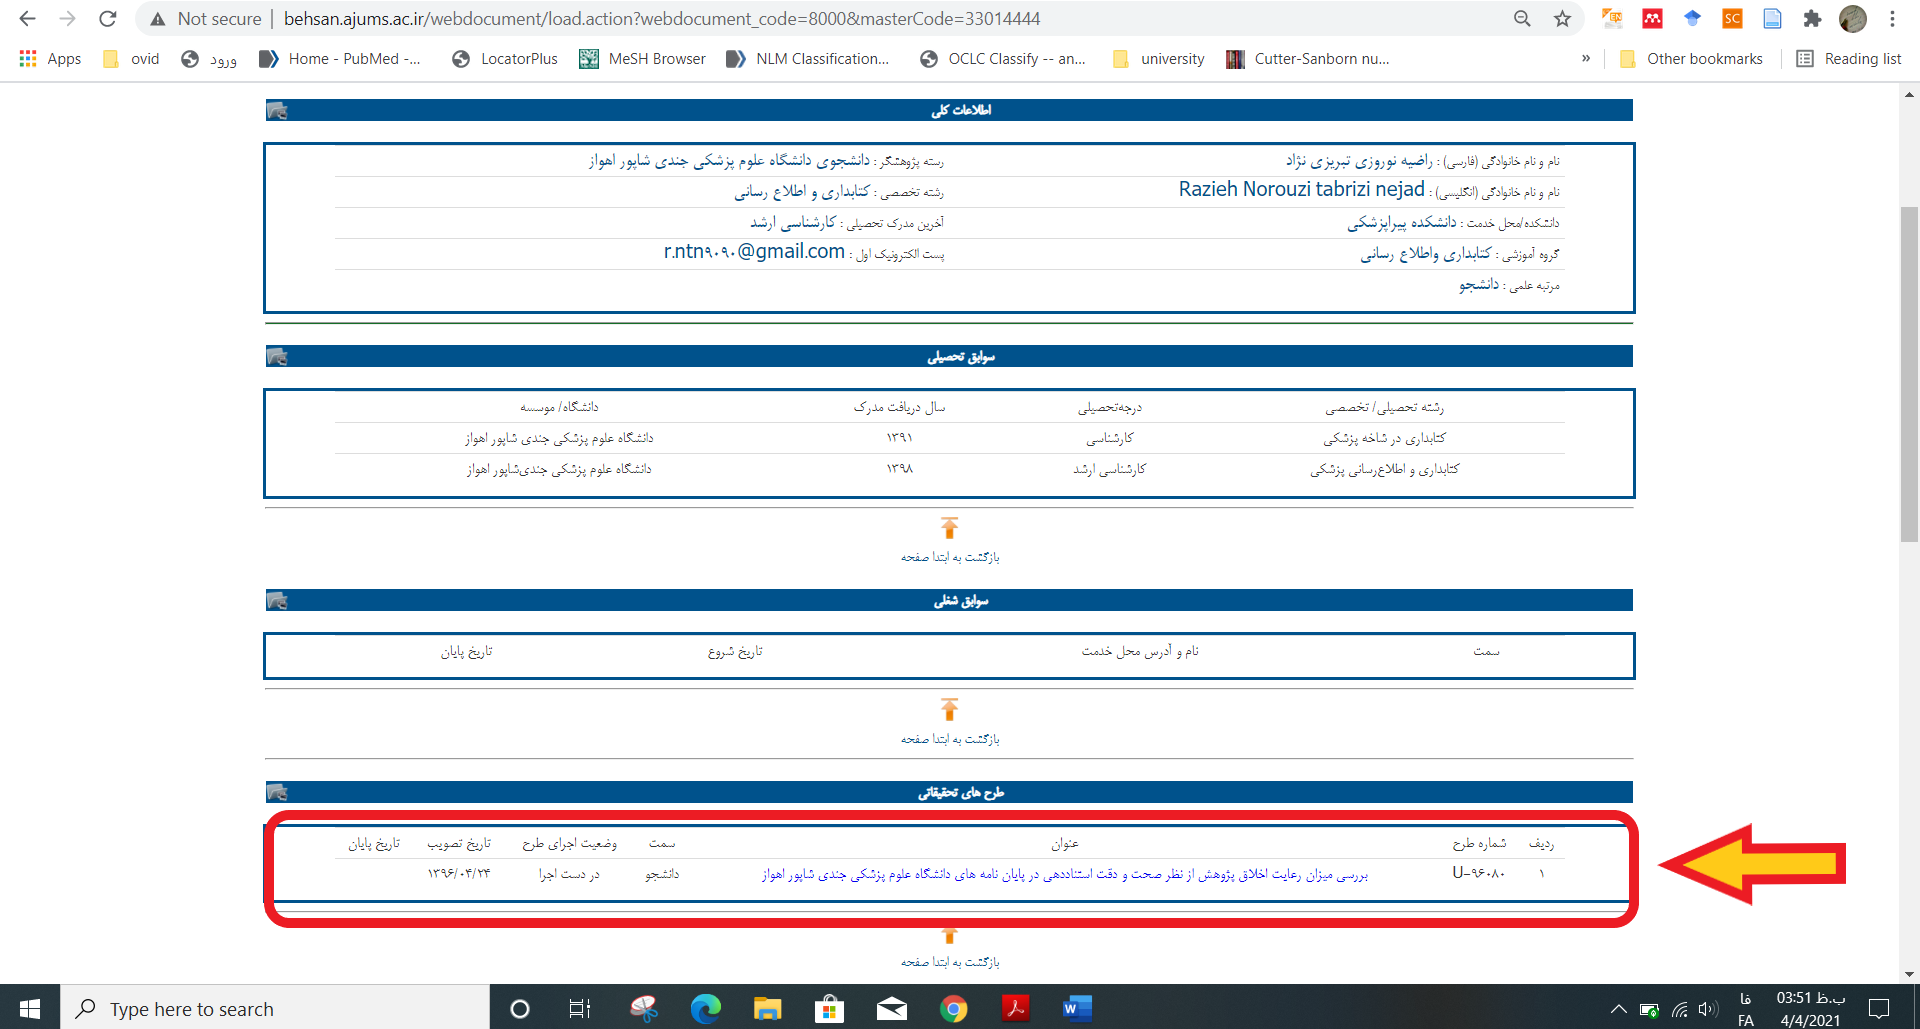 Not secure | behsan.ajums.ac.ir/webdocument/load.action?webdocument_code=8000&masterCode=33014444
Apps ovid ورود Home - PubMed -... LocatorPlus MeSH Browser NLM Classification... OCLC Classify -- an... university Cutter-Sanborn nu... » Other bookmarks Reading list
اطلاعات کلی
نام و نام خانوادگی (فارسی) : راضیه نوروزی تبریزی نژاد رسته پژوهشگر : دانشجوی دانشگاه علوم پزشکی جندی شاپور اهواز
نام و نام خانوادگی (انگلیسی) : Razieh Norouzi tabrizi nejad رشته تخصصی : کتابداری و اطلاع رسانی
دانشکده/محل خدمت : دانشکده پیراپزشکی آخرین مدرک تحصیلی : کارشناسی ارشد
گروه آموزشی : کتابداری واطلاع رسانی پست الکترونیک اول : r.ntn۹۰۹۰@gmail.com
مرتبه علمی : دانشجو
سوابق تحصیلی
رشته تحصیلی/ تخصصی درجه‌تحصیلی سال دریافت مدرک دانشگاه/ موسسه
کتابداری در شاخه پزشکی کارشناسی ۱۳۹۱ دانشگاه علوم پزشکی جندی شاپور اهواز
کتابداری و اطلاع‌رسانی پزشکی کارشناسی ارشد ۱۳۹۸ دانشگاه علوم پزشکی جندی‌شاپور اهواز
بازگشت به ابتدا صفحه
سوابق شغلی
سمت نام و آدرس محل خدمت تاریخ شروع تاریخ پایان
بازگشت به ابتدا صفحه
طرح های تحقیقاتی
ردیف شماره طرح عنوان سمت وضعیت اجرای طرح تاریخ تصویب تاریخ پایان
۱ U-۹۶۰۸۰ بررسی میزان رعایت اخلاق پژوهش از نظر صحت و دقت استناددهی در پایان نامه های دانشگاه علوم پزشکی جندی شاپور اهواز دانشجو در دست اجرا ۱۳۹۶/۰۴/۲۴
بازگشت به ابتدا صفحه
Type here to search
فا
FA
03:51 ب.ظ
4/4/2021